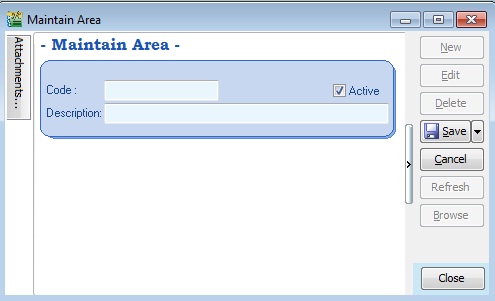 Maintain Area
Attachments...
- Maintain Area -
Code :
Active
Description:
New
Edit
Delete
Save
Cancel
Refresh
Browse
Close